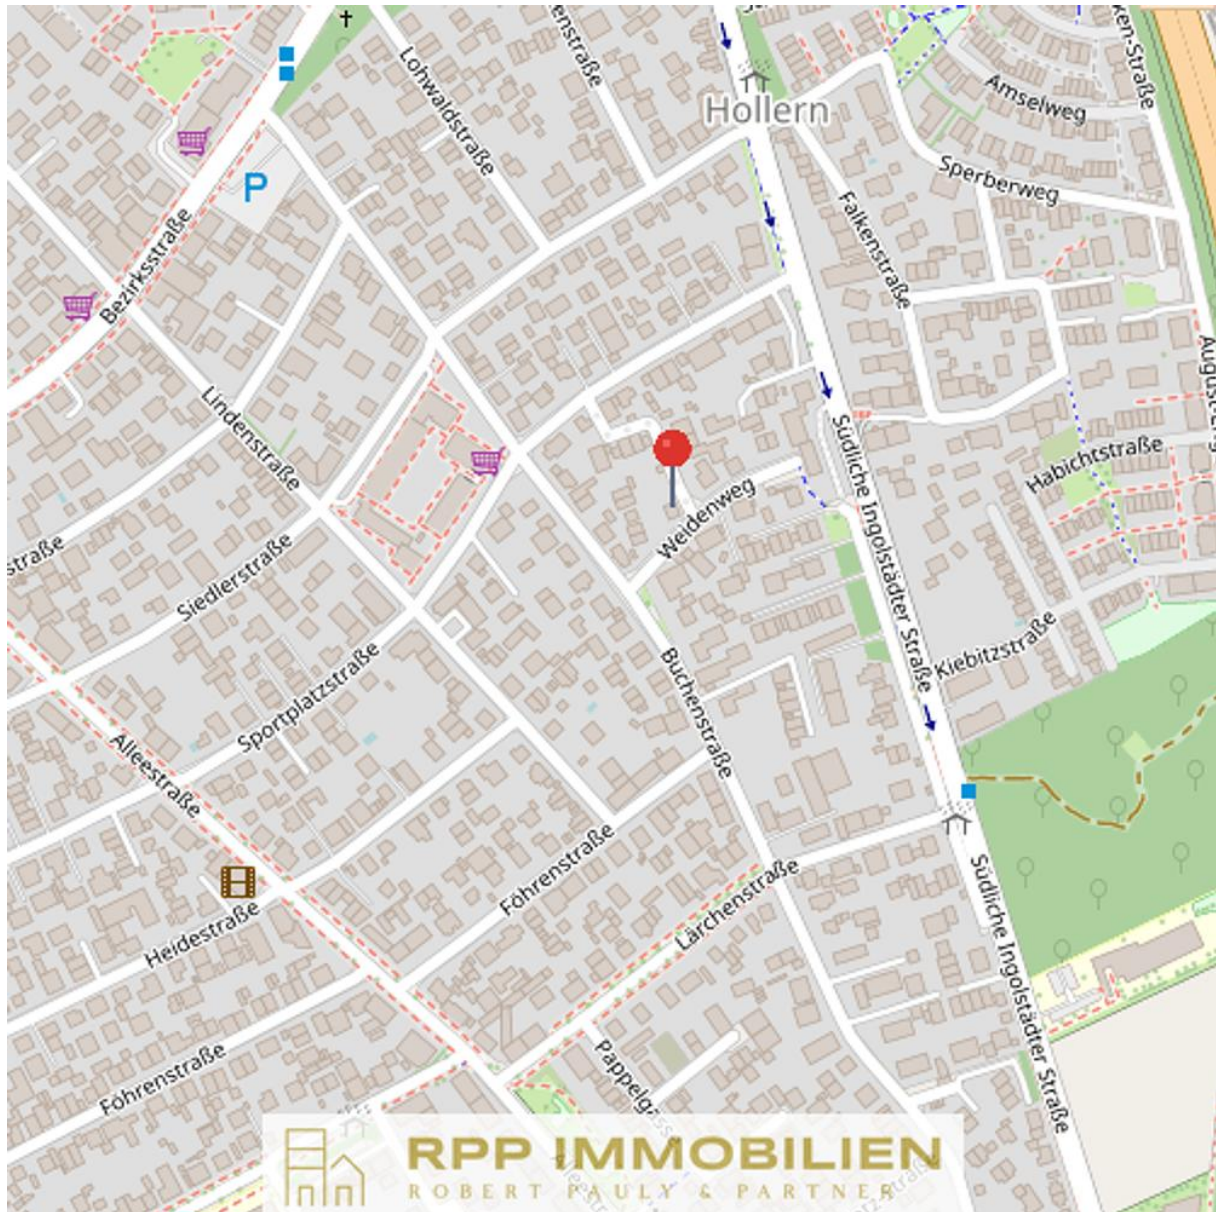 Lohwaldstraße
Hollern
Amselweg
Sperberweg
P
Falkenstraße
Bezirksstraße
Lindenstraße
Südliche Ingolstädter Straße
Habichtstraße
Weidenweg
straße
Siedlerstraße
Kiebitzstraße
Buchenstraße
Sportplatzstraße
Alleestraße
Föhrenstraße
Lärchenstraße
Südliche Ingolstädter Straße
Heidestraße
Föhrenstraße
RPP IMMOBILIEN
ROBERT PAULY & PARTNER